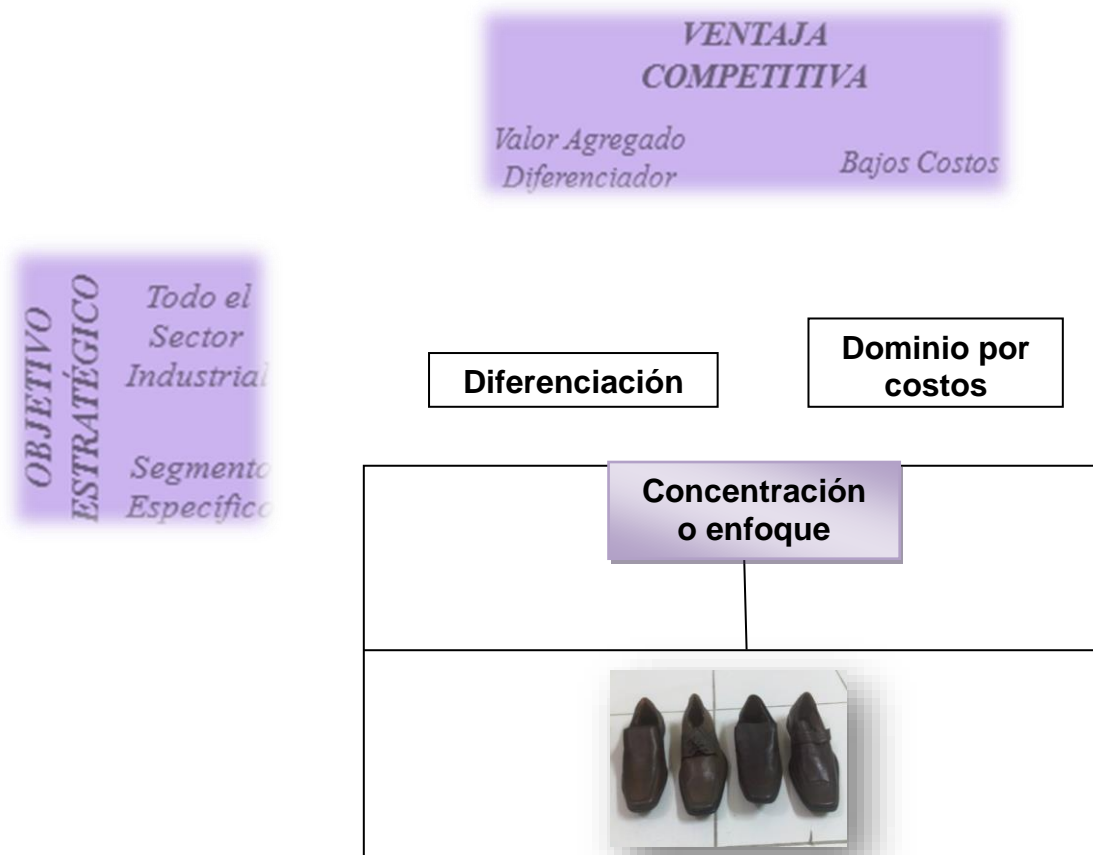 VENTAJA
COMPETITIVA
Valor Agregado
Diferenciador
Bajos Costos
OBJETIVO
ESTRATÉGICO
Todo el
Sector
Industrial
Segmento
Específico
Diferenciación
Dominio por
costos
Concentración
o enfoque